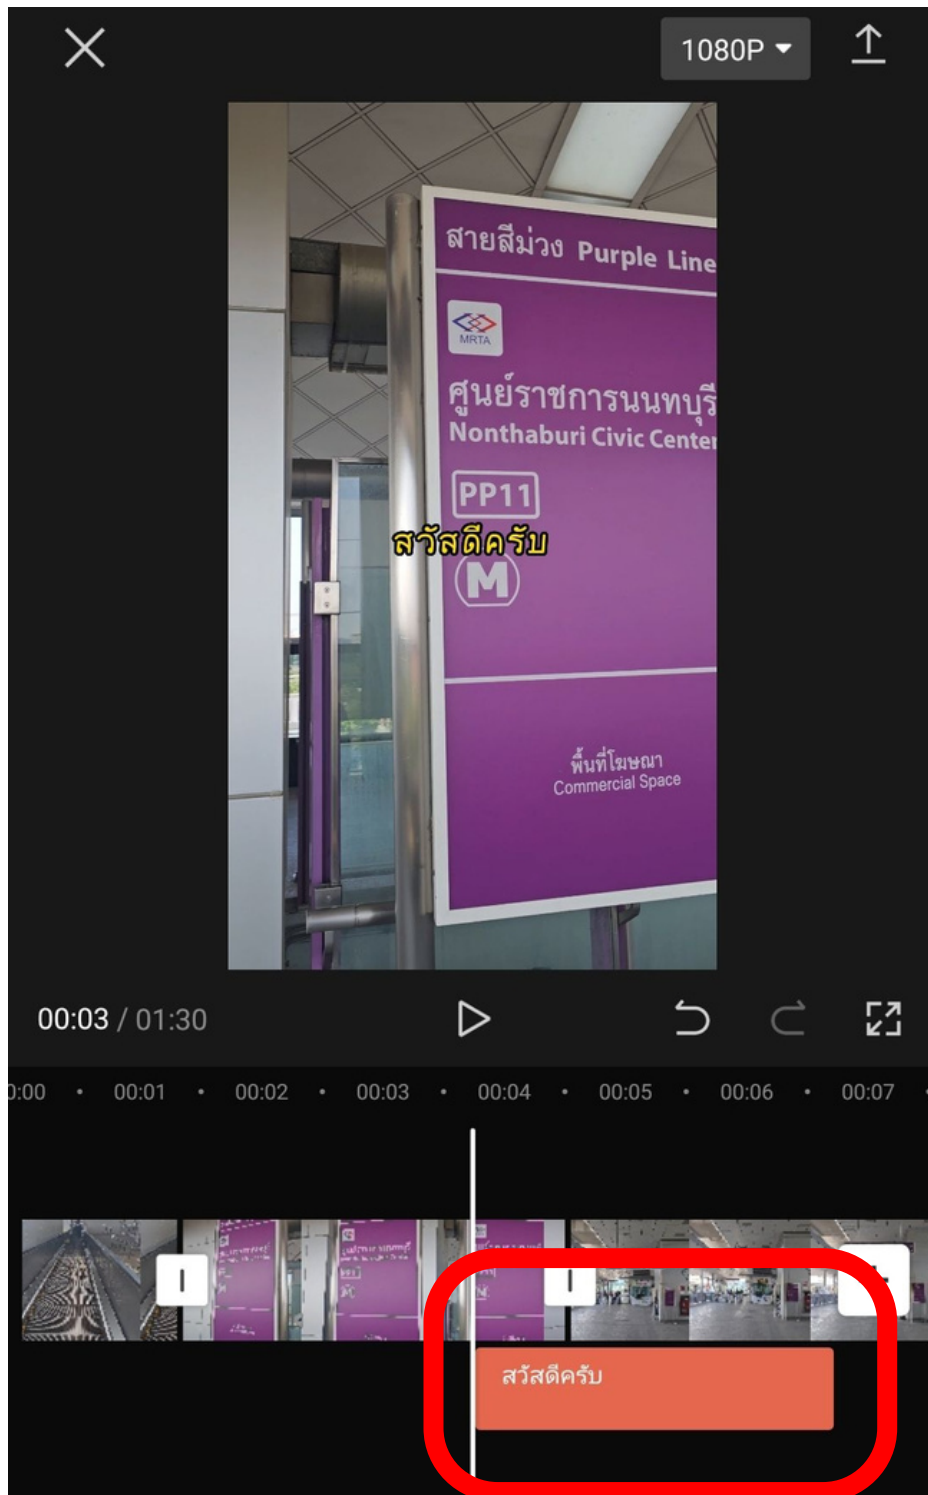 1080P
สายสีม่วง Purple Line
MRTA
ศูนย์ราชการนนทบุรี
Nonthaburi Civic Center
PP11
สวัสดีครับ
M
พื้นที่โฆษณา
Commercial Space
00:03 / 01:30
0:00 • 00:01 • 00:02 • 00:03 • 00:04 • 00:05 • 00:06 • 00:07
สวัสดีครับ